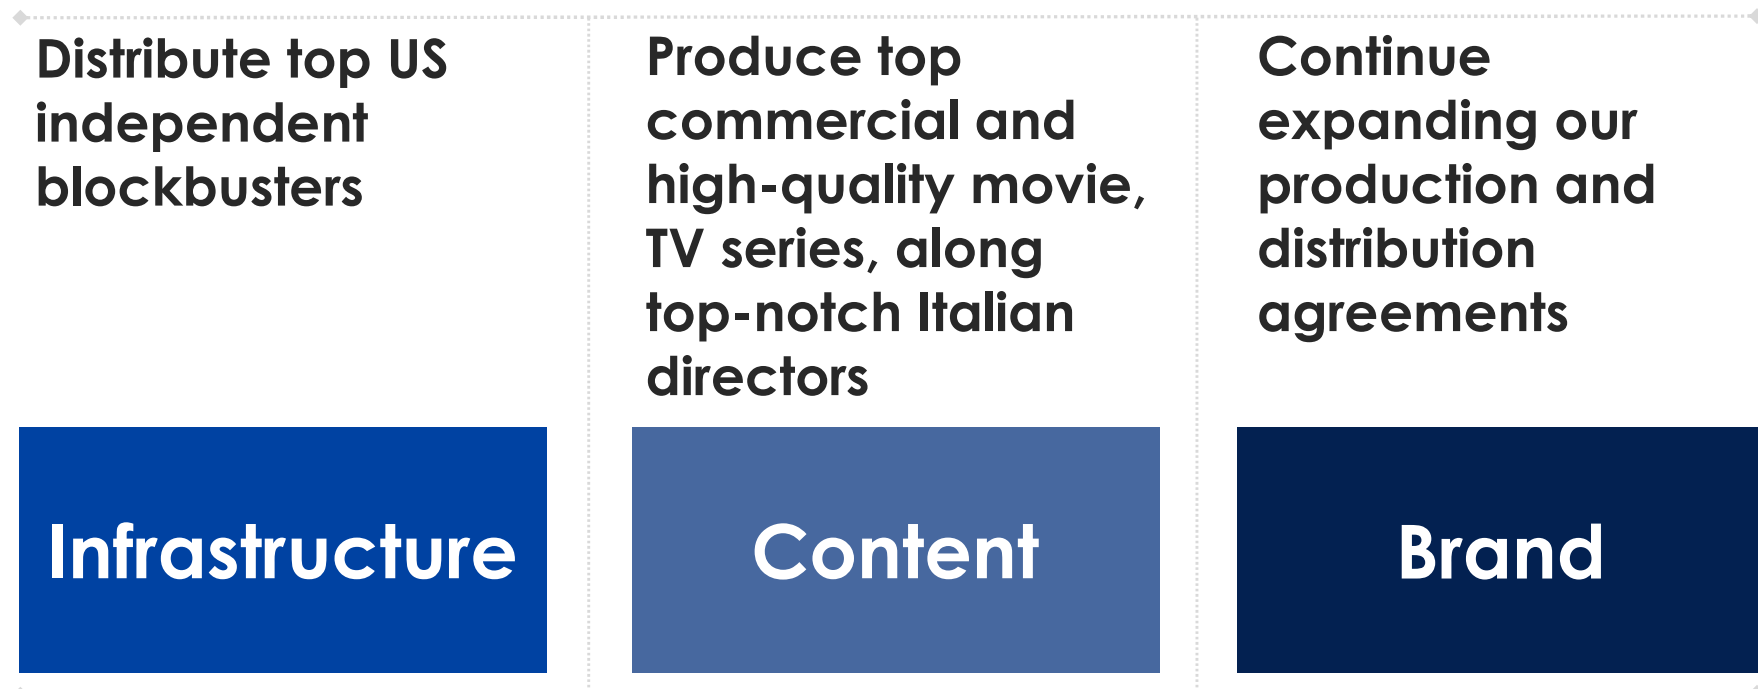 Distribute top US
independent
blockbusters
Produce top
commercial and
high-quality movie,
TV series, along
top-notch Italian
directors
Continue
expanding our
production and
distribution
agreements
Infrastructure
Content
Brand